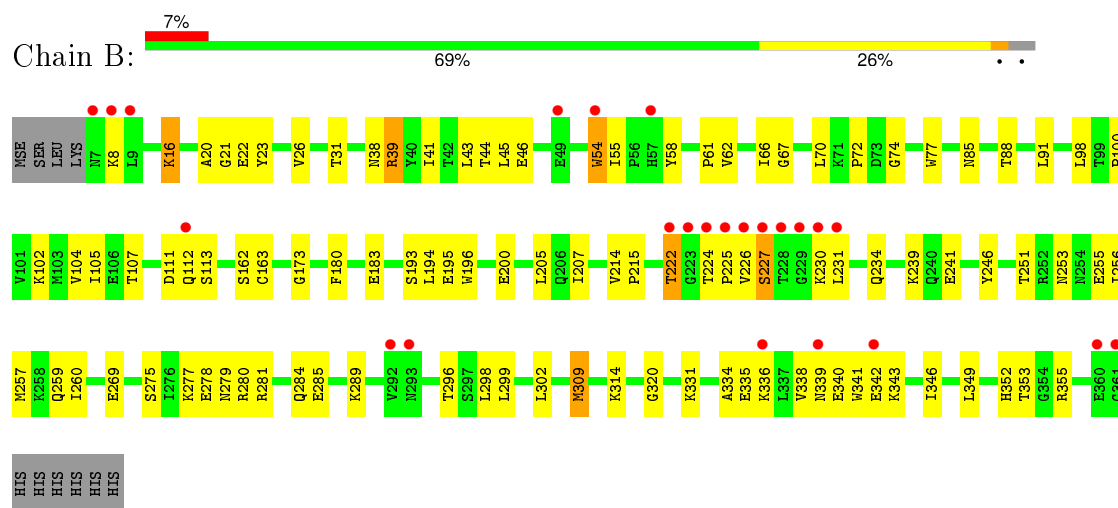 7%
Chain B:
69% 26% • •
MSE SER LEU LYS N7 K8 L9 K16 A20 G21 E22 Y23 V26 T31 N38 R39 Y40 I41 T42 L43 T44 L45 E46 E49 W54 I55 P56 H57 Y58 P61 V62 I66 G67 L70 K71 P72 D73 G74 W77 N85 T88 L91 L98 T99 P100
V101 K102 M103 V104 I105 E106 T107 D111 Q112 S113 S162 C163 G173 F180 E183 S193 L194 E195 W196 E200 L205 Q206 I207 V214 P215 T222 G223 T224 P225 V226 S227 T228 G229 K230 L231 Q234 K239 Q240 E241 Y246 T251 R252 N253 N254 E255 I256
M257 K258 Q259 I260 E269 S275 I276 K277 E278 N279 R280 R281 Q284 E285 K289 V292 N293 T296 S297 L298 L299 L302 M309 K314 G320 K331 A334 E335 K336 L337 V338 N339 E340 W341 E342 K343 I346 L349 H352 T353 G354 R355 E360 G361
HIS HIS HIS HIS HIS HIS